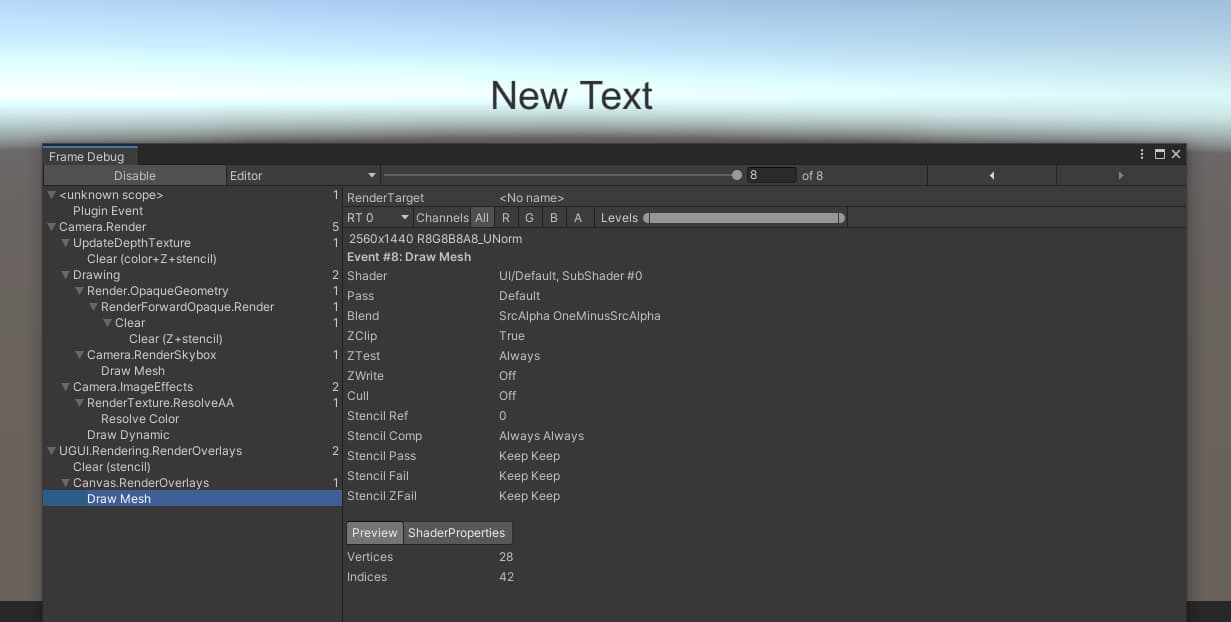 New Text
Frame Debug
Disable Editor 8 of 8
<unknown scope> 1
Plugin Event
Camera.Render 5
UpdateDepthTexture 1
Clear (color+Z+stencil)
Drawing 2
Render.OpaqueGeometry 1
RenderForwardOpaque.Render 1
Clear 1
Clear (Z+stencil)
Camera.RenderSkybox 1
Draw Mesh
Camera.ImageEffects 2
RenderTexture.ResolveAA 1
Resolve Color
Draw Dynamic
UGUI.Rendering.RenderOverlays 2
Clear (stencil)
Canvas.RenderOverlays 1
Draw Mesh
RenderTarget <No name>
RT 0 Channels All R G B A Levels
2560x1440 R8G8B8A8_UNorm
Event #8: Draw Mesh
Shader UI/Default, SubShader #0
Pass Default
Blend SrcAlpha OneMinusSrcAlpha
ZClip True
ZTest Always
ZWrite Off
Cull Off
Stencil Ref 0
Stencil Comp Always Always
Stencil Pass Keep Keep
Stencil Fail Keep Keep
Stencil ZFail Keep Keep
Preview ShaderProperties
Vertices 28
Indices 42